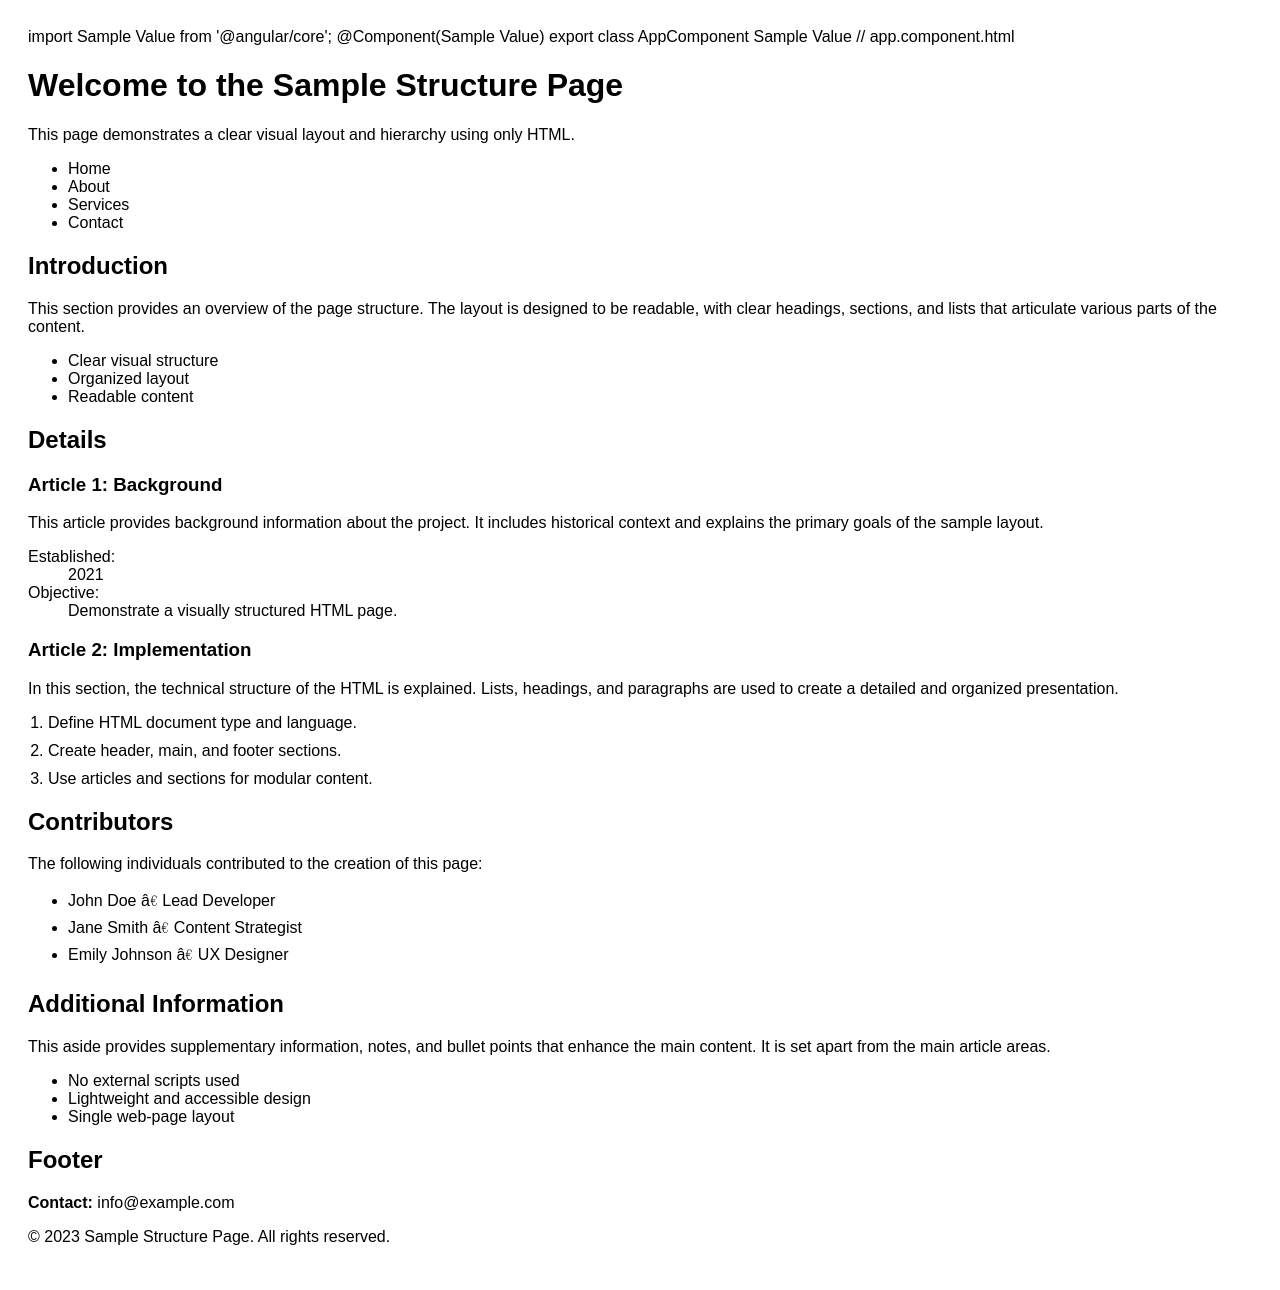 import Sample Value from '@angular/core'; @Component(Sample Value) export class AppComponent Sample Value // app.component.html
Welcome to the Sample Structure Page
This page demonstrates a clear visual layout and hierarchy using only HTML.
• Home
• About
• Services
• Contact
Introduction
This section provides an overview of the page structure. The layout is designed to be readable, with clear headings, sections, and lists that articulate various parts of the
content.
• Clear visual structure
• Organized layout
• Readable content
Details
Article 1: Background
This article provides background information about the project. It includes historical context and explains the primary goals of the sample layout.
Established:
2021
Objective:
Demonstrate a visually structured HTML page.
Article 2: Implementation
In this section, the technical structure of the HTML is explained. Lists, headings, and paragraphs are used to create a detailed and organized presentation.
1. Define HTML document type and language.
2. Create header, main, and footer sections.
3. Use articles and sections for modular content.
Contributors
The following individuals contributed to the creation of this page:
• John Doe â€ Lead Developer
• Jane Smith â€ Content Strategist
• Emily Johnson â€ UX Designer
Additional Information
This aside provides supplementary information, notes, and bullet points that enhance the main content. It is set apart from the main article areas.
• No external scripts used
• Lightweight and accessible design
• Single web-page layout
Footer
Contact: info@example.com
© 2023 Sample Structure Page. All rights reserved.